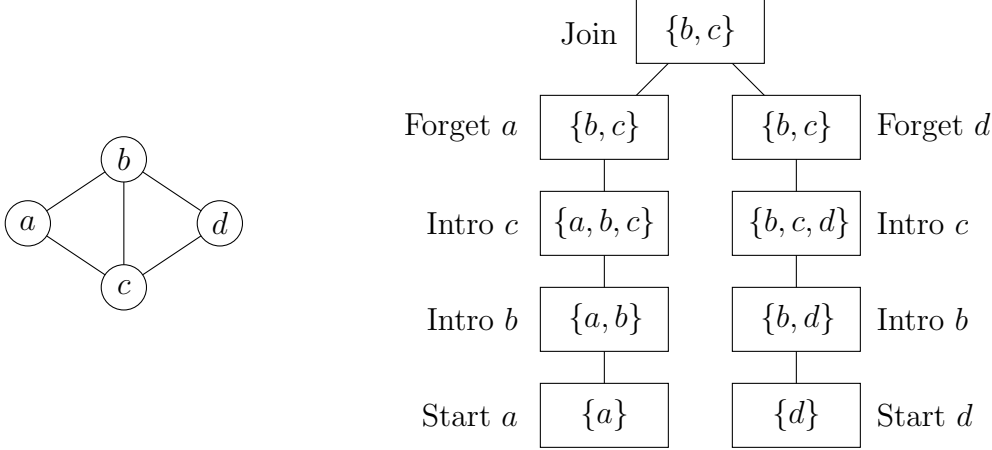 Join {b, c}
Forget a {b, c} {b, c} Forget d
b
Intro c {a, b, c} {b, c, d} Intro c
a d
c
Intro b {a, b} {b, d} Intro b
Start a {a} {d} Start d